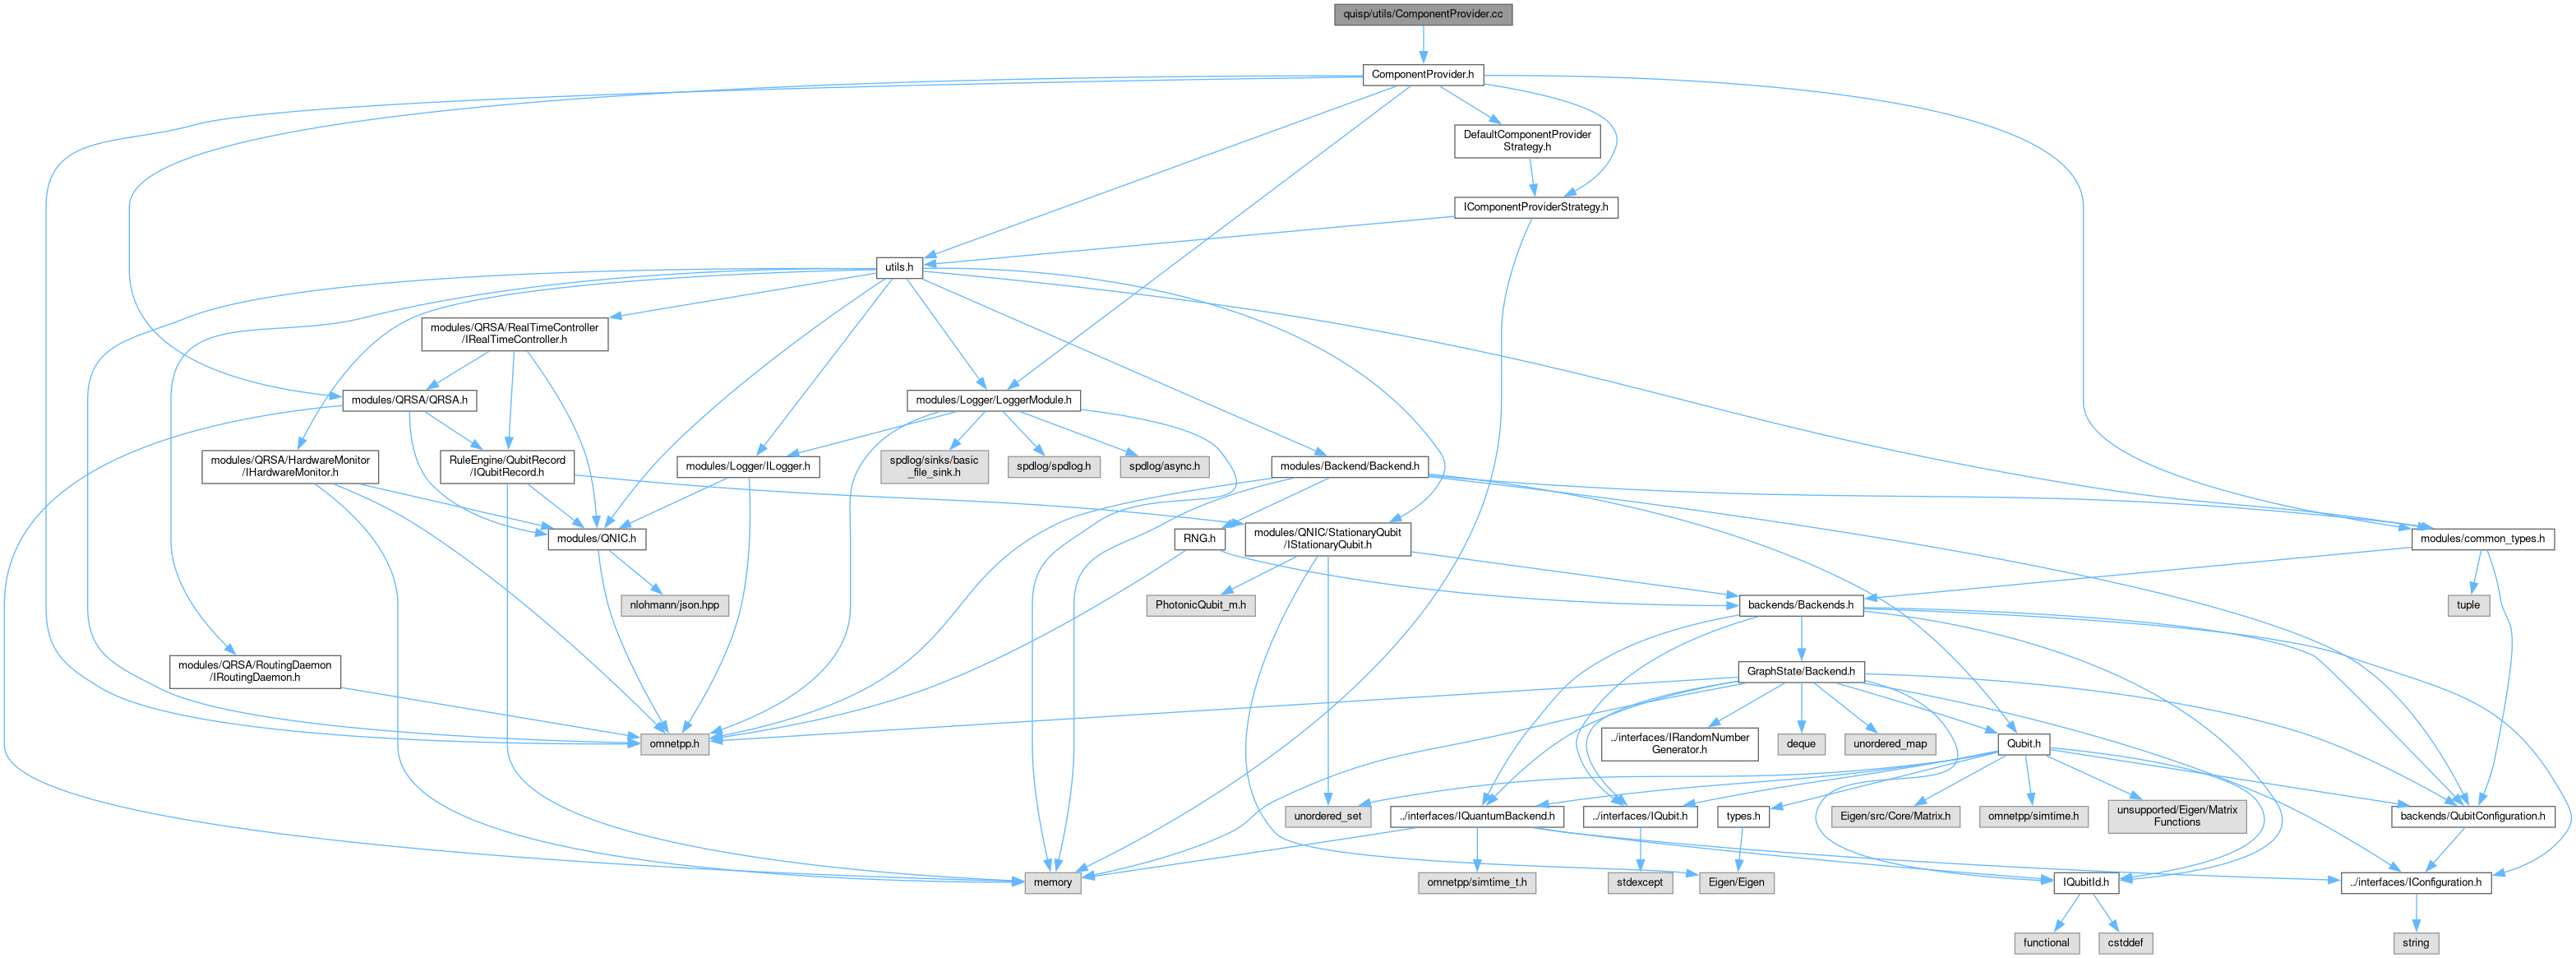 quisp/utils/ComponentProvider.cc
ComponentProvider.h
DefaultComponentProvider
Strategy.h
IComponentProviderStrategy.h
utils.h
modules/QRSA/RealTimeController
/IRealTimeController.h
modules/QRSA/QRSA.h
modules/Logger/LoggerModule.h
modules/QRSA/HardwareMonitor
/IHardwareMonitor.h
RuleEngine/QubitRecord
/IQubitRecord.h
modules/Logger/ILogger.h
spdlog/sinks/basic
_file_sink.h
spdlog/spdlog.h
spdlog/async.h
modules/Backend/Backend.h
modules/QNIC.h
RNG.h
modules/QNIC/StationaryQubit
/IStationaryQubit.h
modules/common_types.h
nlohmann/json.hpp
PhotonicQubit_m.h
backends/Backends.h
tuple
modules/QRSA/RoutingDaemon
/IRoutingDaemon.h
GraphState/Backend.h
omnetpp.h
../interfaces/IRandomNumber
Generator.h
deque
unordered_map
Qubit.h
unordered_set
../interfaces/IQuantumBackend.h
../interfaces/IQubit.h
types.h
Eigen/src/Core/Matrix.h
omnetpp/simtime.h
unsupported/Eigen/Matrix
Functions
backends/QubitConfiguration.h
memory
omnetpp/simtime_t.h
stdexcept
Eigen/Eigen
IQubitId.h
../interfaces/IConfiguration.h
functional
cstddef
string